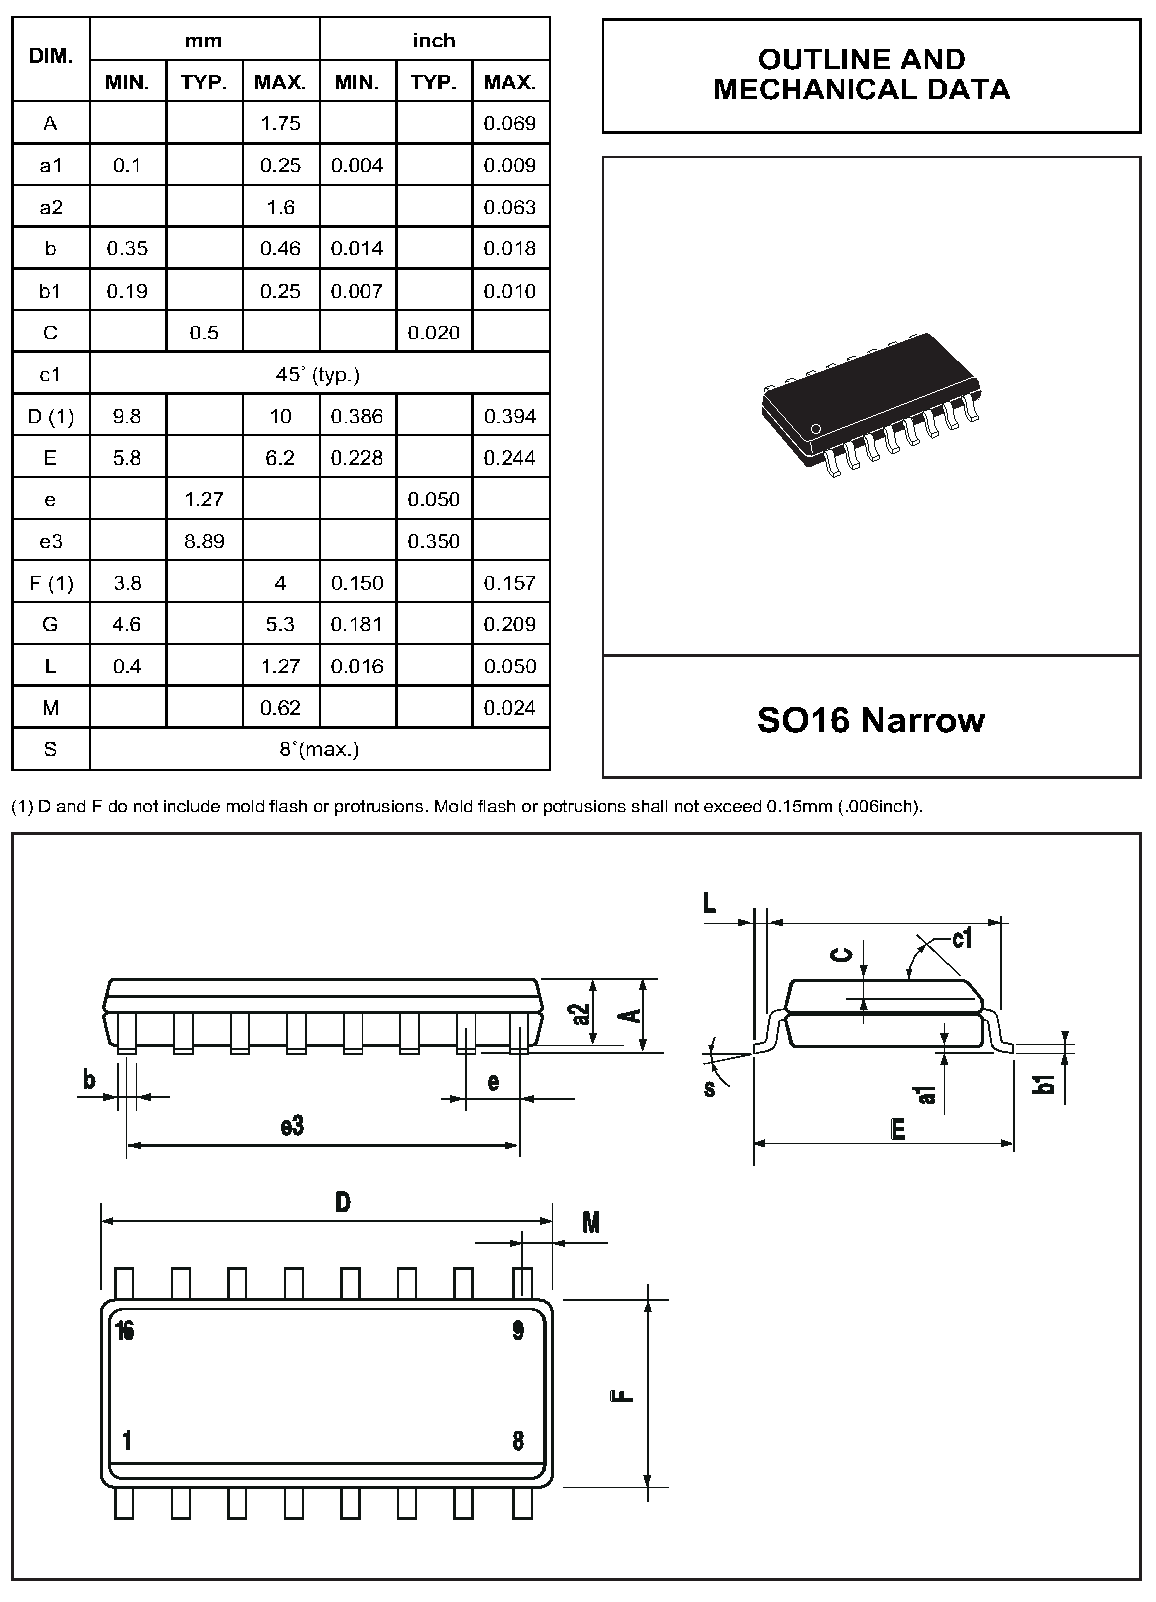 DIM. mm inch
MIN. TYP. MAX. MIN. TYP. MAX.
A 1.75 0.069
a1 0.1 0.25 0.004 0.009
a2 1.6 0.063
b 0.35 0.46 0.014 0.018
b1 0.19 0.25 0.007 0.010
C 0.5 0.020
c1 45˚ (typ.)
D (1) 9.8 10 0.386 0.394
E 5.8 6.2 0.228 0.244
e 1.27 0.050
e3 8.89 0.350
F (1) 3.8 4 0.150 0.157
G 4.6 5.3 0.181 0.209
L 0.4 1.27 0.016 0.050
M 0.62 0.024
S 8˚(max.)
OUTLINE AND
MECHANICAL DATA
SO16 Narrow
(1) D and F do not include mold flash or protrusions. Mold flash or potrusions shall not exceed 0.15mm (.006inch).
a2
A
b
e
e3
L
C
c1
s
a1
b1
E
D
M
16 9
F
1 8